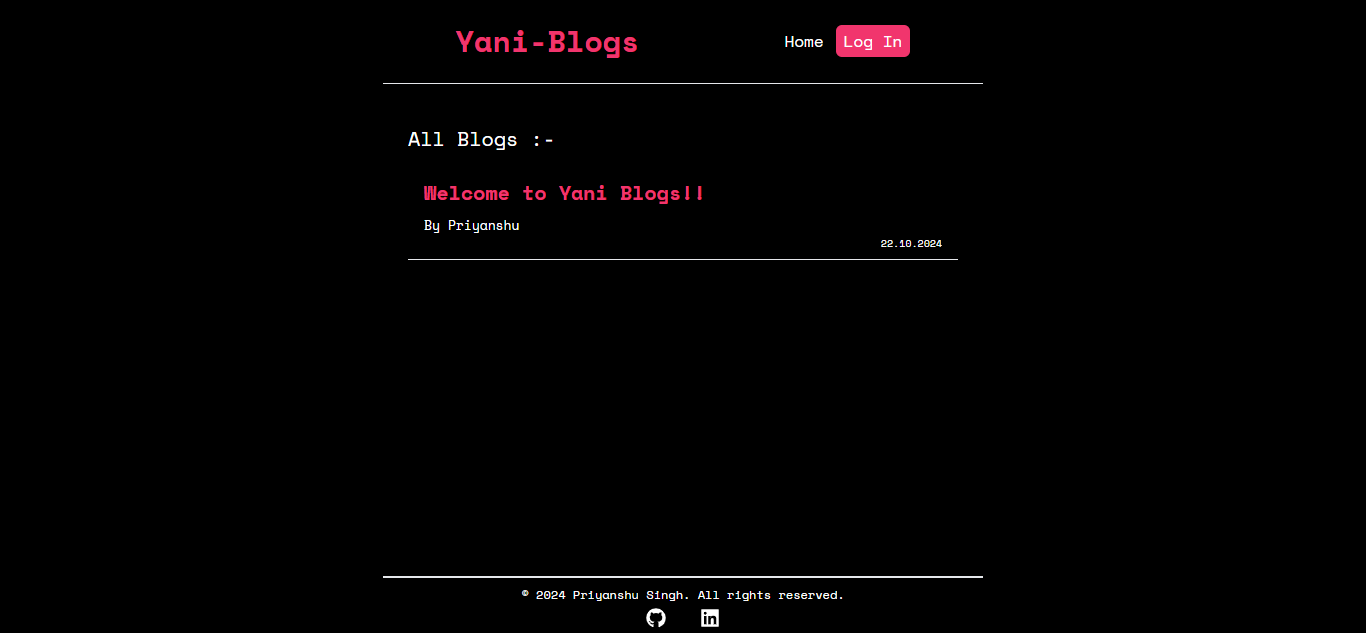 Yani-Blogs
Home Log In
All Blogs :-
Welcome to Yani Blogs!!
By Priyanshu
22.10.2024
© 2024 Priyanshu Singh. All rights reserved.